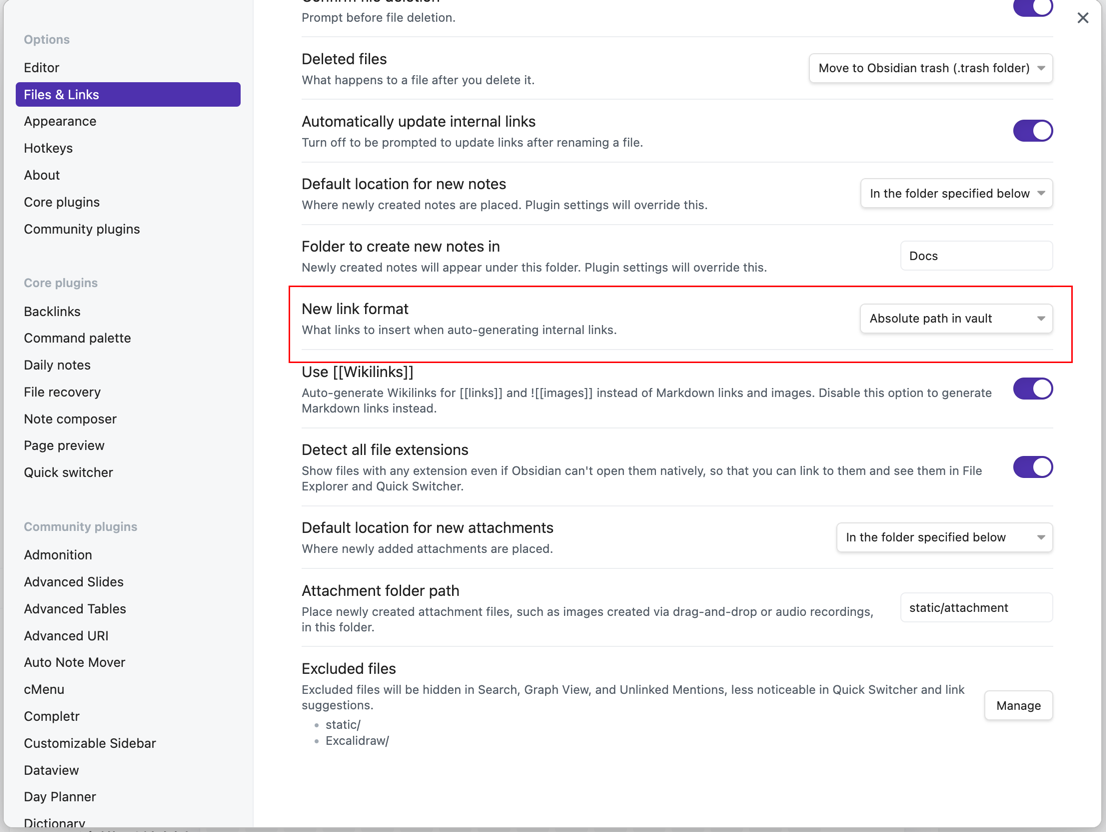 Options
Editor
Files & Links
Appearance
Hotkeys
About
Core plugins
Community plugins
Core plugins
Backlinks
Command palette
Daily notes
File recovery
Note composer
Page preview
Quick switcher
Community plugins
Admonition
Advanced Slides
Advanced Tables
Advanced URI
Auto Note Mover
cMenu
Completr
Customizable Sidebar
Dataview
Day Planner
Dictionary
Confirm file deletion
Prompt before file deletion.
Deleted files
What happens to a file after you delete it.
Move to Obsidian trash (.trash folder)
Automatically update internal links
Turn off to be prompted to update links after renaming a file.
Default location for new notes
Where newly created notes are placed. Plugin settings will override this.
In the folder specified below
Folder to create new notes in
Newly created notes will appear under this folder. Plugin settings will override this.
Docs
New link format
What links to insert when auto-generating internal links.
Absolute path in vault
Use [[Wikilinks]]
Auto-generate Wikilinks for [[links]] and ![[images]] instead of Markdown links and images. Disable this option to generate
Markdown links instead.
Detect all file extensions
Show files with any extension even if Obsidian can't open them natively, so that you can link to them and see them in File
Explorer and Quick Switcher.
Default location for new attachments
Where newly added attachments are placed.
In the folder specified below
Attachment folder path
Place newly created attachment files, such as images created via drag-and-drop or audio recordings,
in this folder.
static/attachment
Excluded files
Excluded files will be hidden in Search, Graph View, and Unlinked Mentions, less noticeable in Quick Switcher and link
suggestions.
• static/
• Excalidraw/
Manage